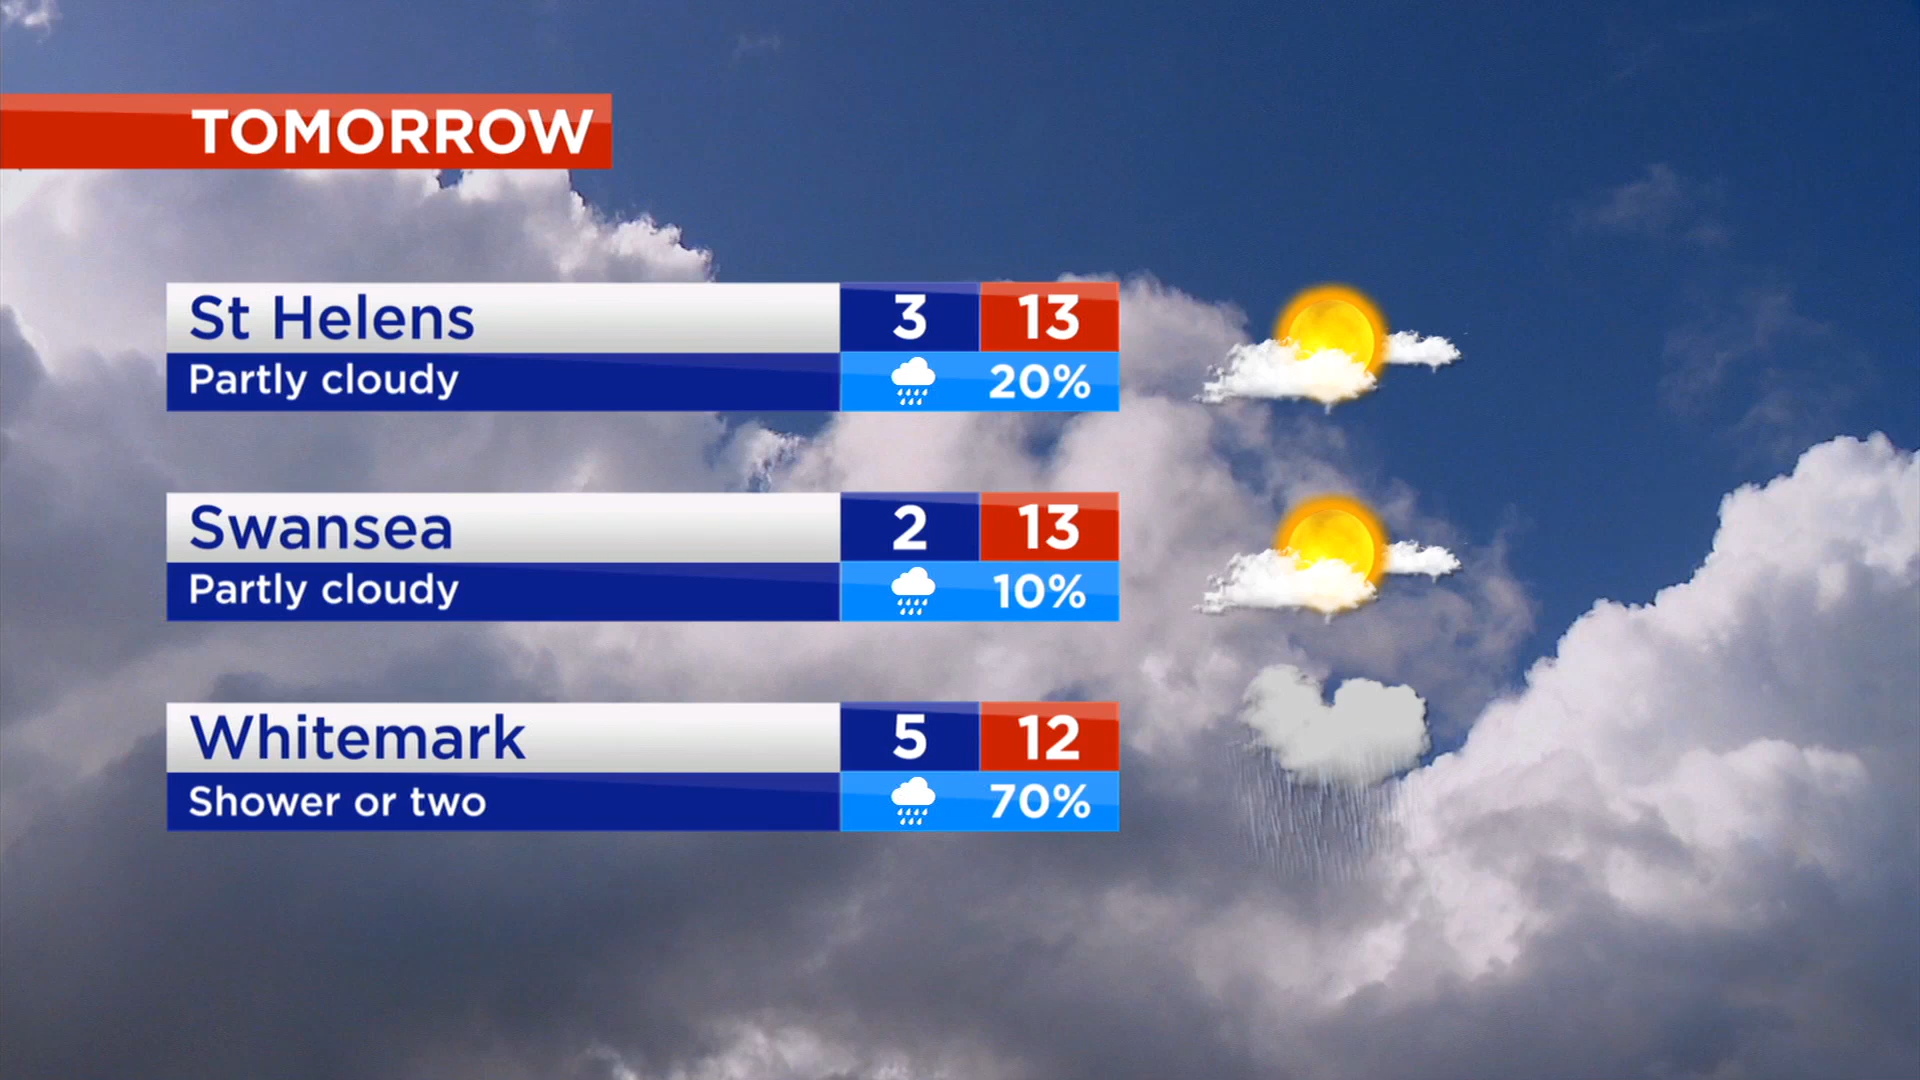 TOMORROW
St Helens 3 13
Partly cloudy 20%
Swansea 2 13
Partly cloudy 10%
Whitemark 5 12
Shower or two 70%